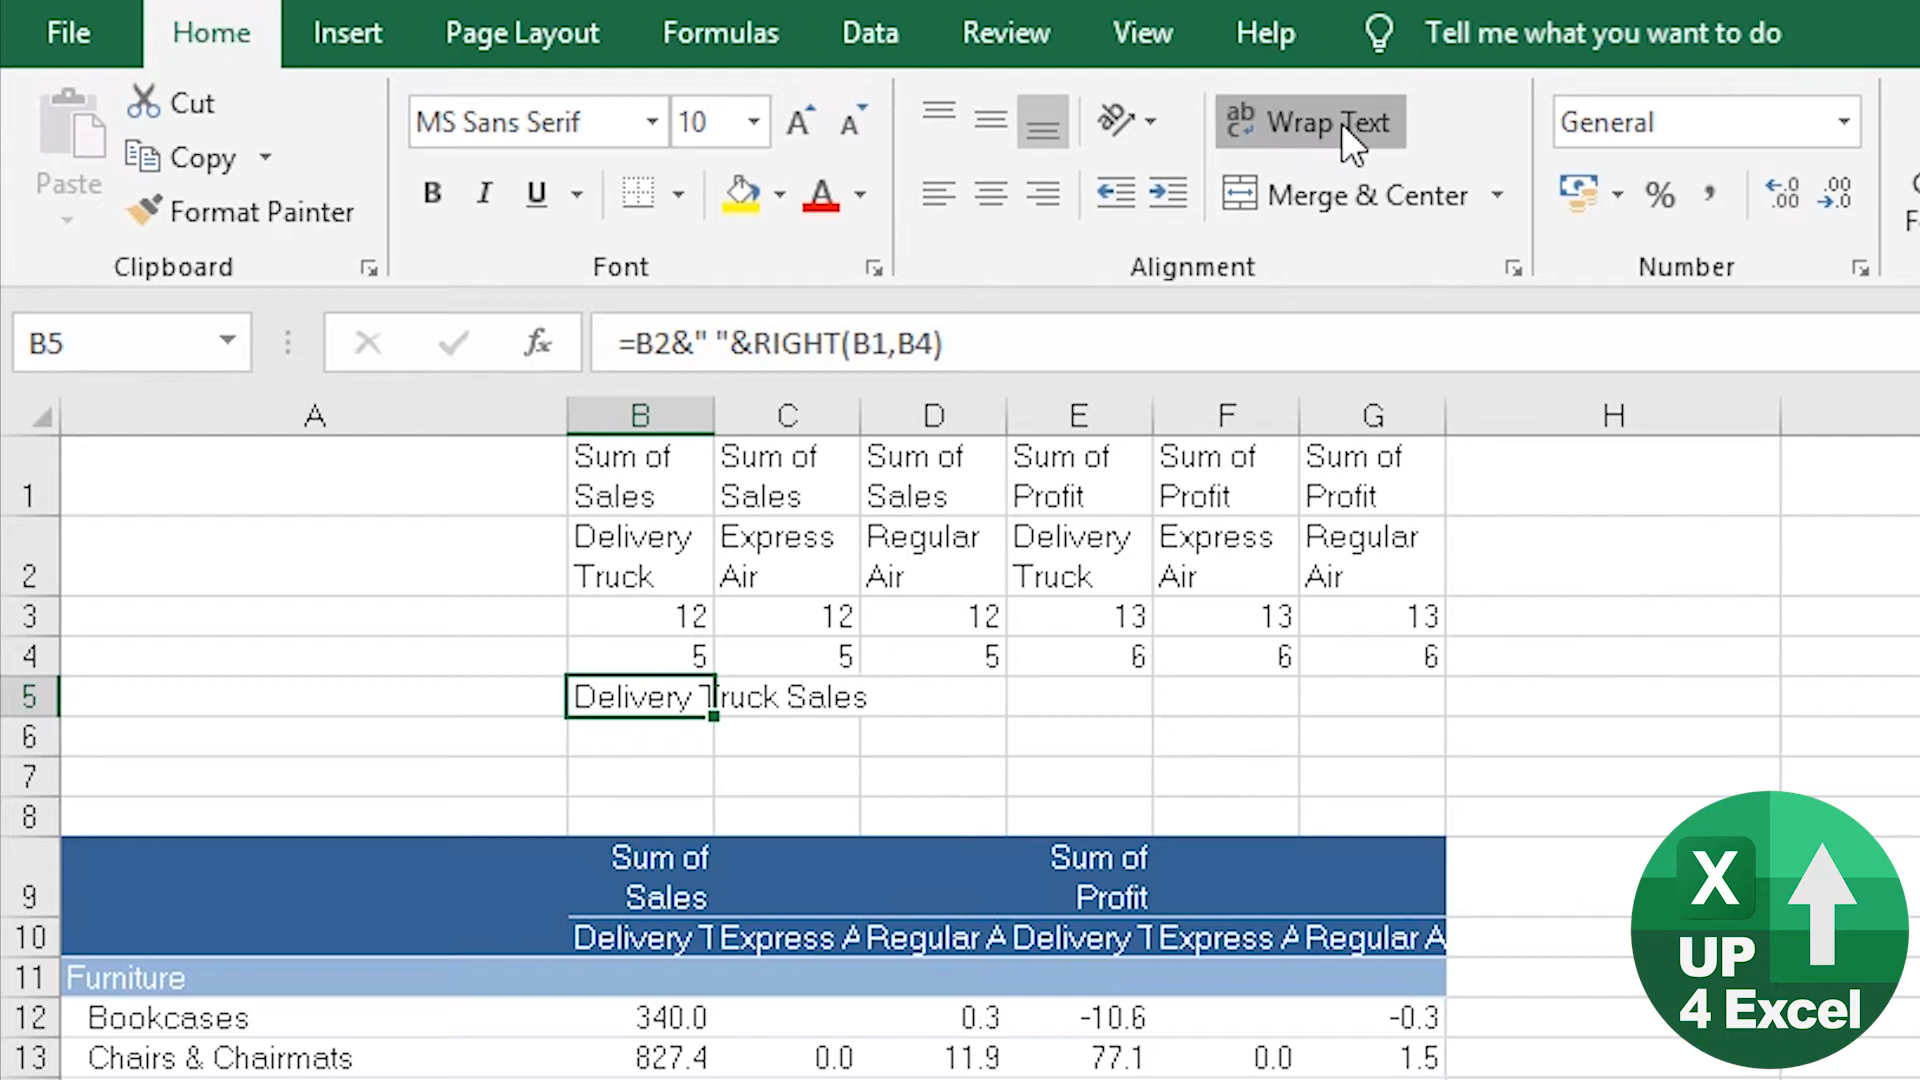 File Home Insert Page Layout Formulas Data Review View Help Tell me what you want to do
Cut
Copy
Paste
Format Painter
MS Sans Serif 10
B I U
ab
Wrap Text
Merge & Center
General
% ,
Clipboard Font Alignment Number
B5 fx =B2&" "&RIGHT(B1,B4)
A B C D E F G H
1 Sum of Sales Sum of Sales Sum of Sales Sum of Profit Sum of Profit Sum of Profit
2 Delivery Truck Express Air Regular Air Delivery Truck Express Air Regular Air
3 12 12 12 13 13 13
4 5 5 5 6 6 6
5 Delivery Truck Sales
6
7
8
9 Sum of Sales Sum of Profit
10 Delivery T Express A Regular A Delivery T Express A Regular A
11 Furniture
12 Bookcases 340.0 0.3 -10.6 -0.3
13 Chairs & Chairmats 827.4 0.0 11.9 77.1 0.0 1.5
X
UP
4 Excel